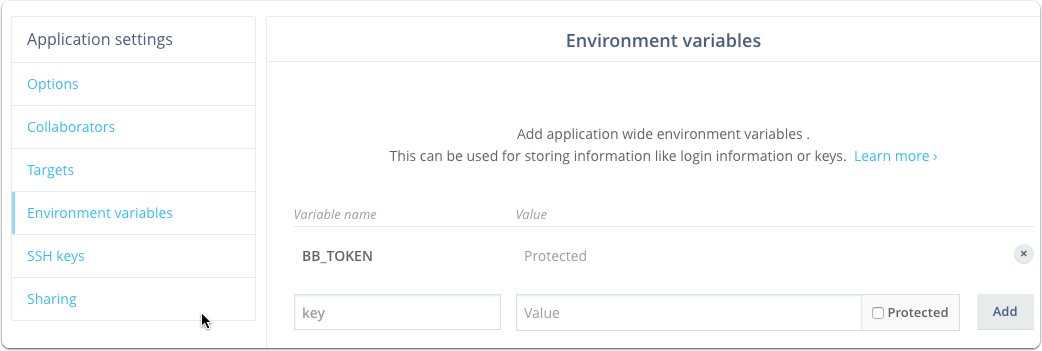 Application settings
Options
Collaborators
Targets
Environment variables
SSH keys
Sharing
Environment variables
Add application wide environment variables .
This can be used for storing information like login information or keys. Learn more ›
Variable name Value
BB_TOKEN Protected ×
key Value Protected Add